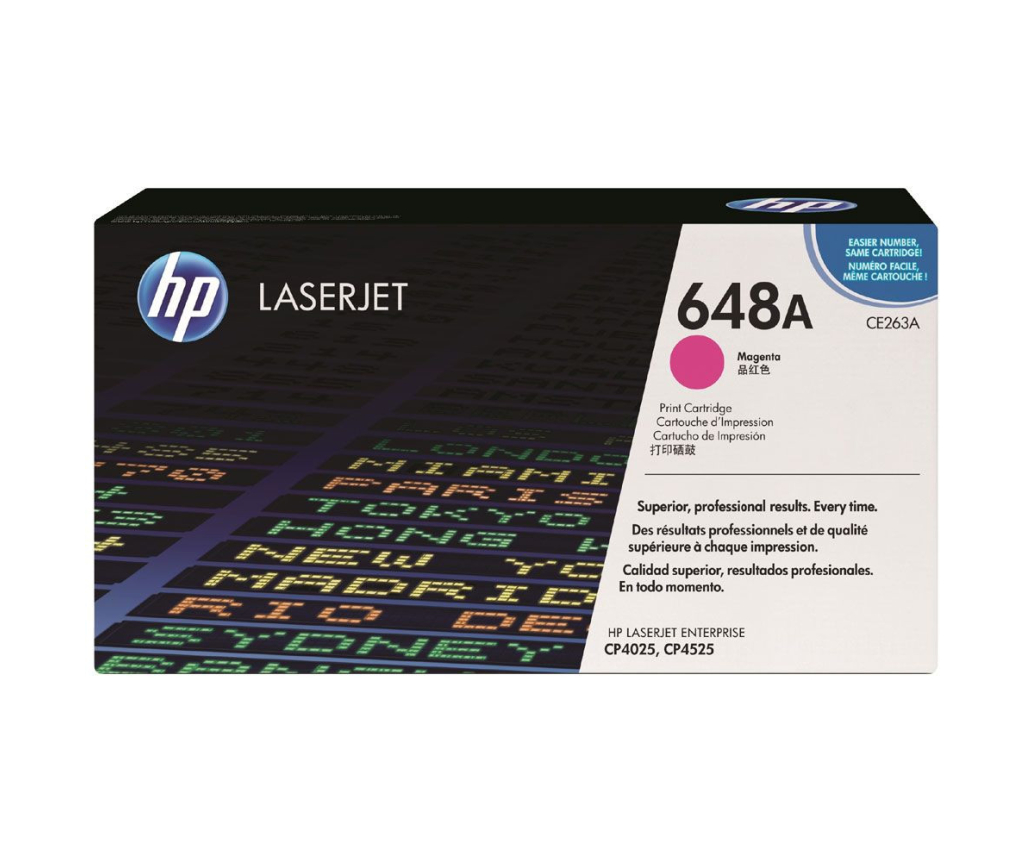 hp
hp
LASERJET
EASIER NUMBER,
SAME CARTRIDGE!
NUMÉRO FACILE,
MÊME CARTOUCHE !
648A
CE263A
Magenta
品红色
Print Cartridge
Cartouche d'Impression
Cartucho de Impresión
打印硒鼓
Superior, professional results. Every time.
Des résultats professionnels et de qualité
supérieure à chaque impression.
Calidad superior, resultados profesionales.
En todo momento.
HP LASERJET ENTERPRISE
CP4025, CP4525
LONDO
MIAMI
PARIS
TOKYO
HONG
NEW YO
MADRID
RIO DE
SYDNEY